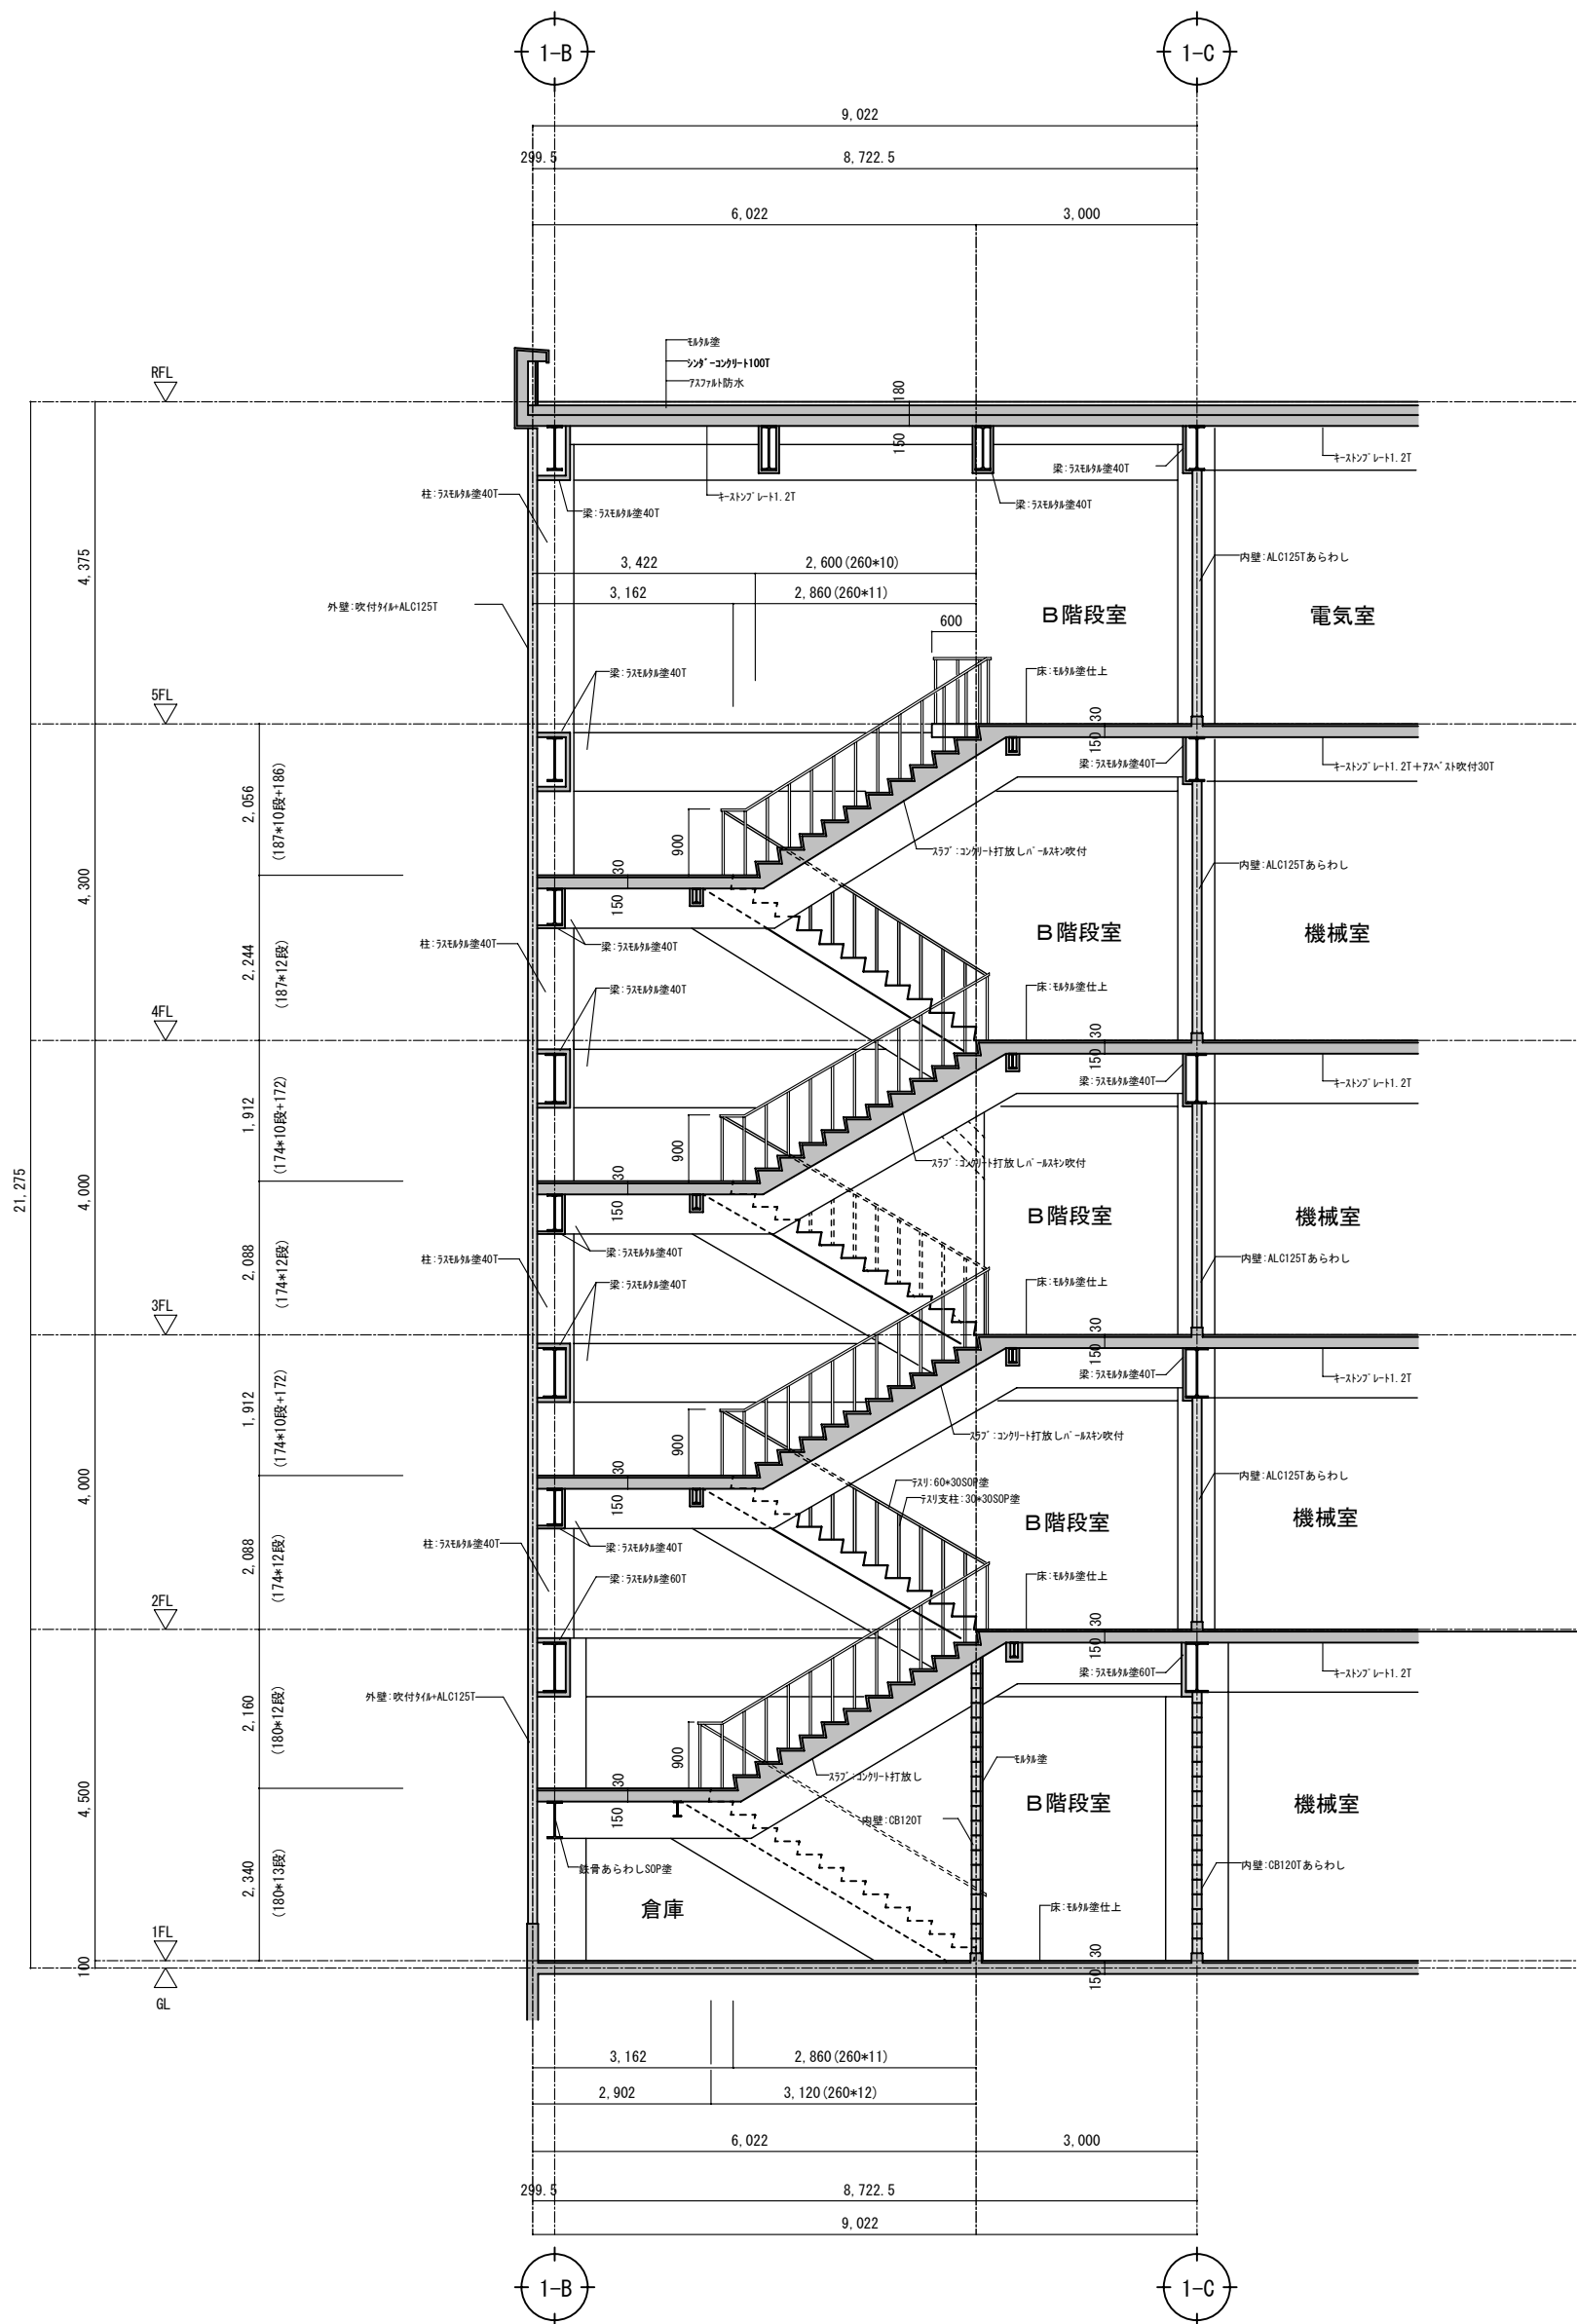 1-B
1-C
9,022
299.5
8,722.5
6,022
3,000
モルタル塗
シンダーコンクリート100T
アスファルト防水
RFL
180
150
梁:ラスモルタル塗40T
キーストンプレート1.2T
柱:ラスモルタル塗40T
キーストンプレート1.2T
梁:ラスモルタル塗40T
梁:ラスモルタル塗40T
4,375
3,422
2,600(260*10)
内壁:ALC125Tあらわし
3,162
2,860(260*11)
外壁:吹付タイル+ALC125T
600
B階段室
電気室
梁:ラスモルタル塗40T
床:モルタル塗仕上
5FL
30
150
梁:ラスモルタル塗40T
キーストンプレート1.2T+アスベスト吹付30T
2,056
(187*10段+186)
900
スラブ:コンクリート打放しパールスキン吹付
内壁:ALC125Tあらわし
4,300
30
150
B階段室
機械室
柱:ラスモルタル塗40T
梁:ラスモルタル塗40T
2,244
(187*12段)
梁:ラスモルタル塗40T
床:モルタル塗仕上
4FL
30
150
梁:ラスモルタル塗40T
キーストンプレート1.2T
1,912
(174*10段+172)
900
スラブ:コンクリート打放しパールスキン吹付
21,275
4,000
30
150
B階段室
機械室
柱:ラスモルタル塗40T
梁:ラスモルタル塗40T
内壁:ALC125Tあらわし
2,088
(174*12段)
梁:ラスモルタル塗40T
床:モルタル塗仕上
3FL
30
150
梁:ラスモルタル塗40T
キーストンプレート1.2T
1,912
(174*10段+172)
900
スラブ:コンクリート打放しパールスキン吹付
4,000
30
150
テスリ:60*30SOP塗
テスリ支柱:30*30SOP塗
内壁:ALC125Tあらわし
B階段室
機械室
柱:ラスモルタル塗40T
梁:ラスモルタル塗40T
2,088
(174*12段)
梁:ラスモルタル塗60T
床:モルタル塗仕上
2FL
30
150
梁:ラスモルタル塗60T
キーストンプレート1.2T
外壁:吹付タイル+ALC125T
2,160
(180*12段)
900
モルタル塗
スラブ:コンクリート打放し
4,500
30
150
B階段室
機械室
内壁:CB120T
鉄骨あらわしSOP塗
内壁:CB120Tあらわし
2,340
(180*13段)
倉庫
床:モルタル塗仕上
1FL
100
30
150
GL
3,162
2,860(260*11)
2,902
3,120(260*12)
6,022
3,000
299.5
8,722.5
9,022
1-B
1-C